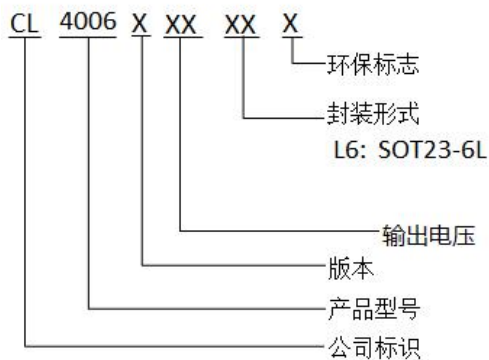 CL 4006 X XX XX X
环保标志
封装形式
L6: SOT23-6L
输出电压
版本
产品型号
公司标识